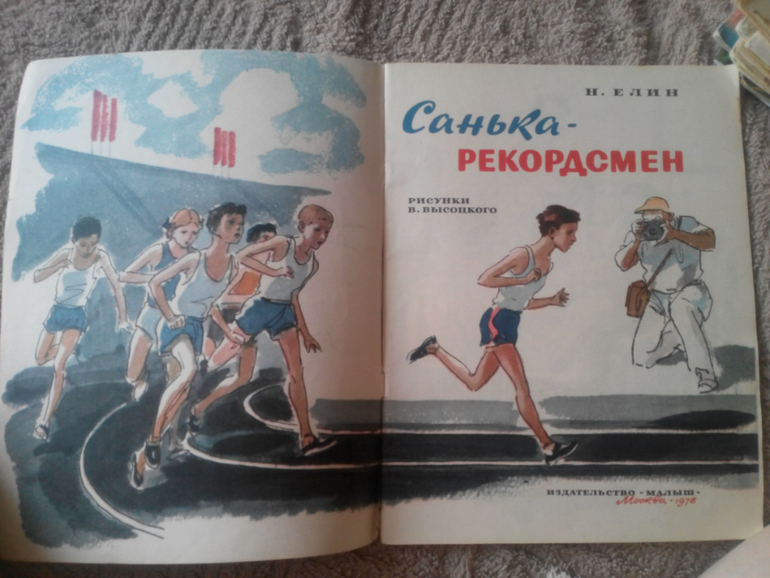 Н. ЕЛИН
Санька-
РЕКОРДСМЕН
РИСУНКИ
В. ВЫСОЦКОГО
ИЗДАТЕЛЬСТВО «МАЛЫШ»
Москва · 1978